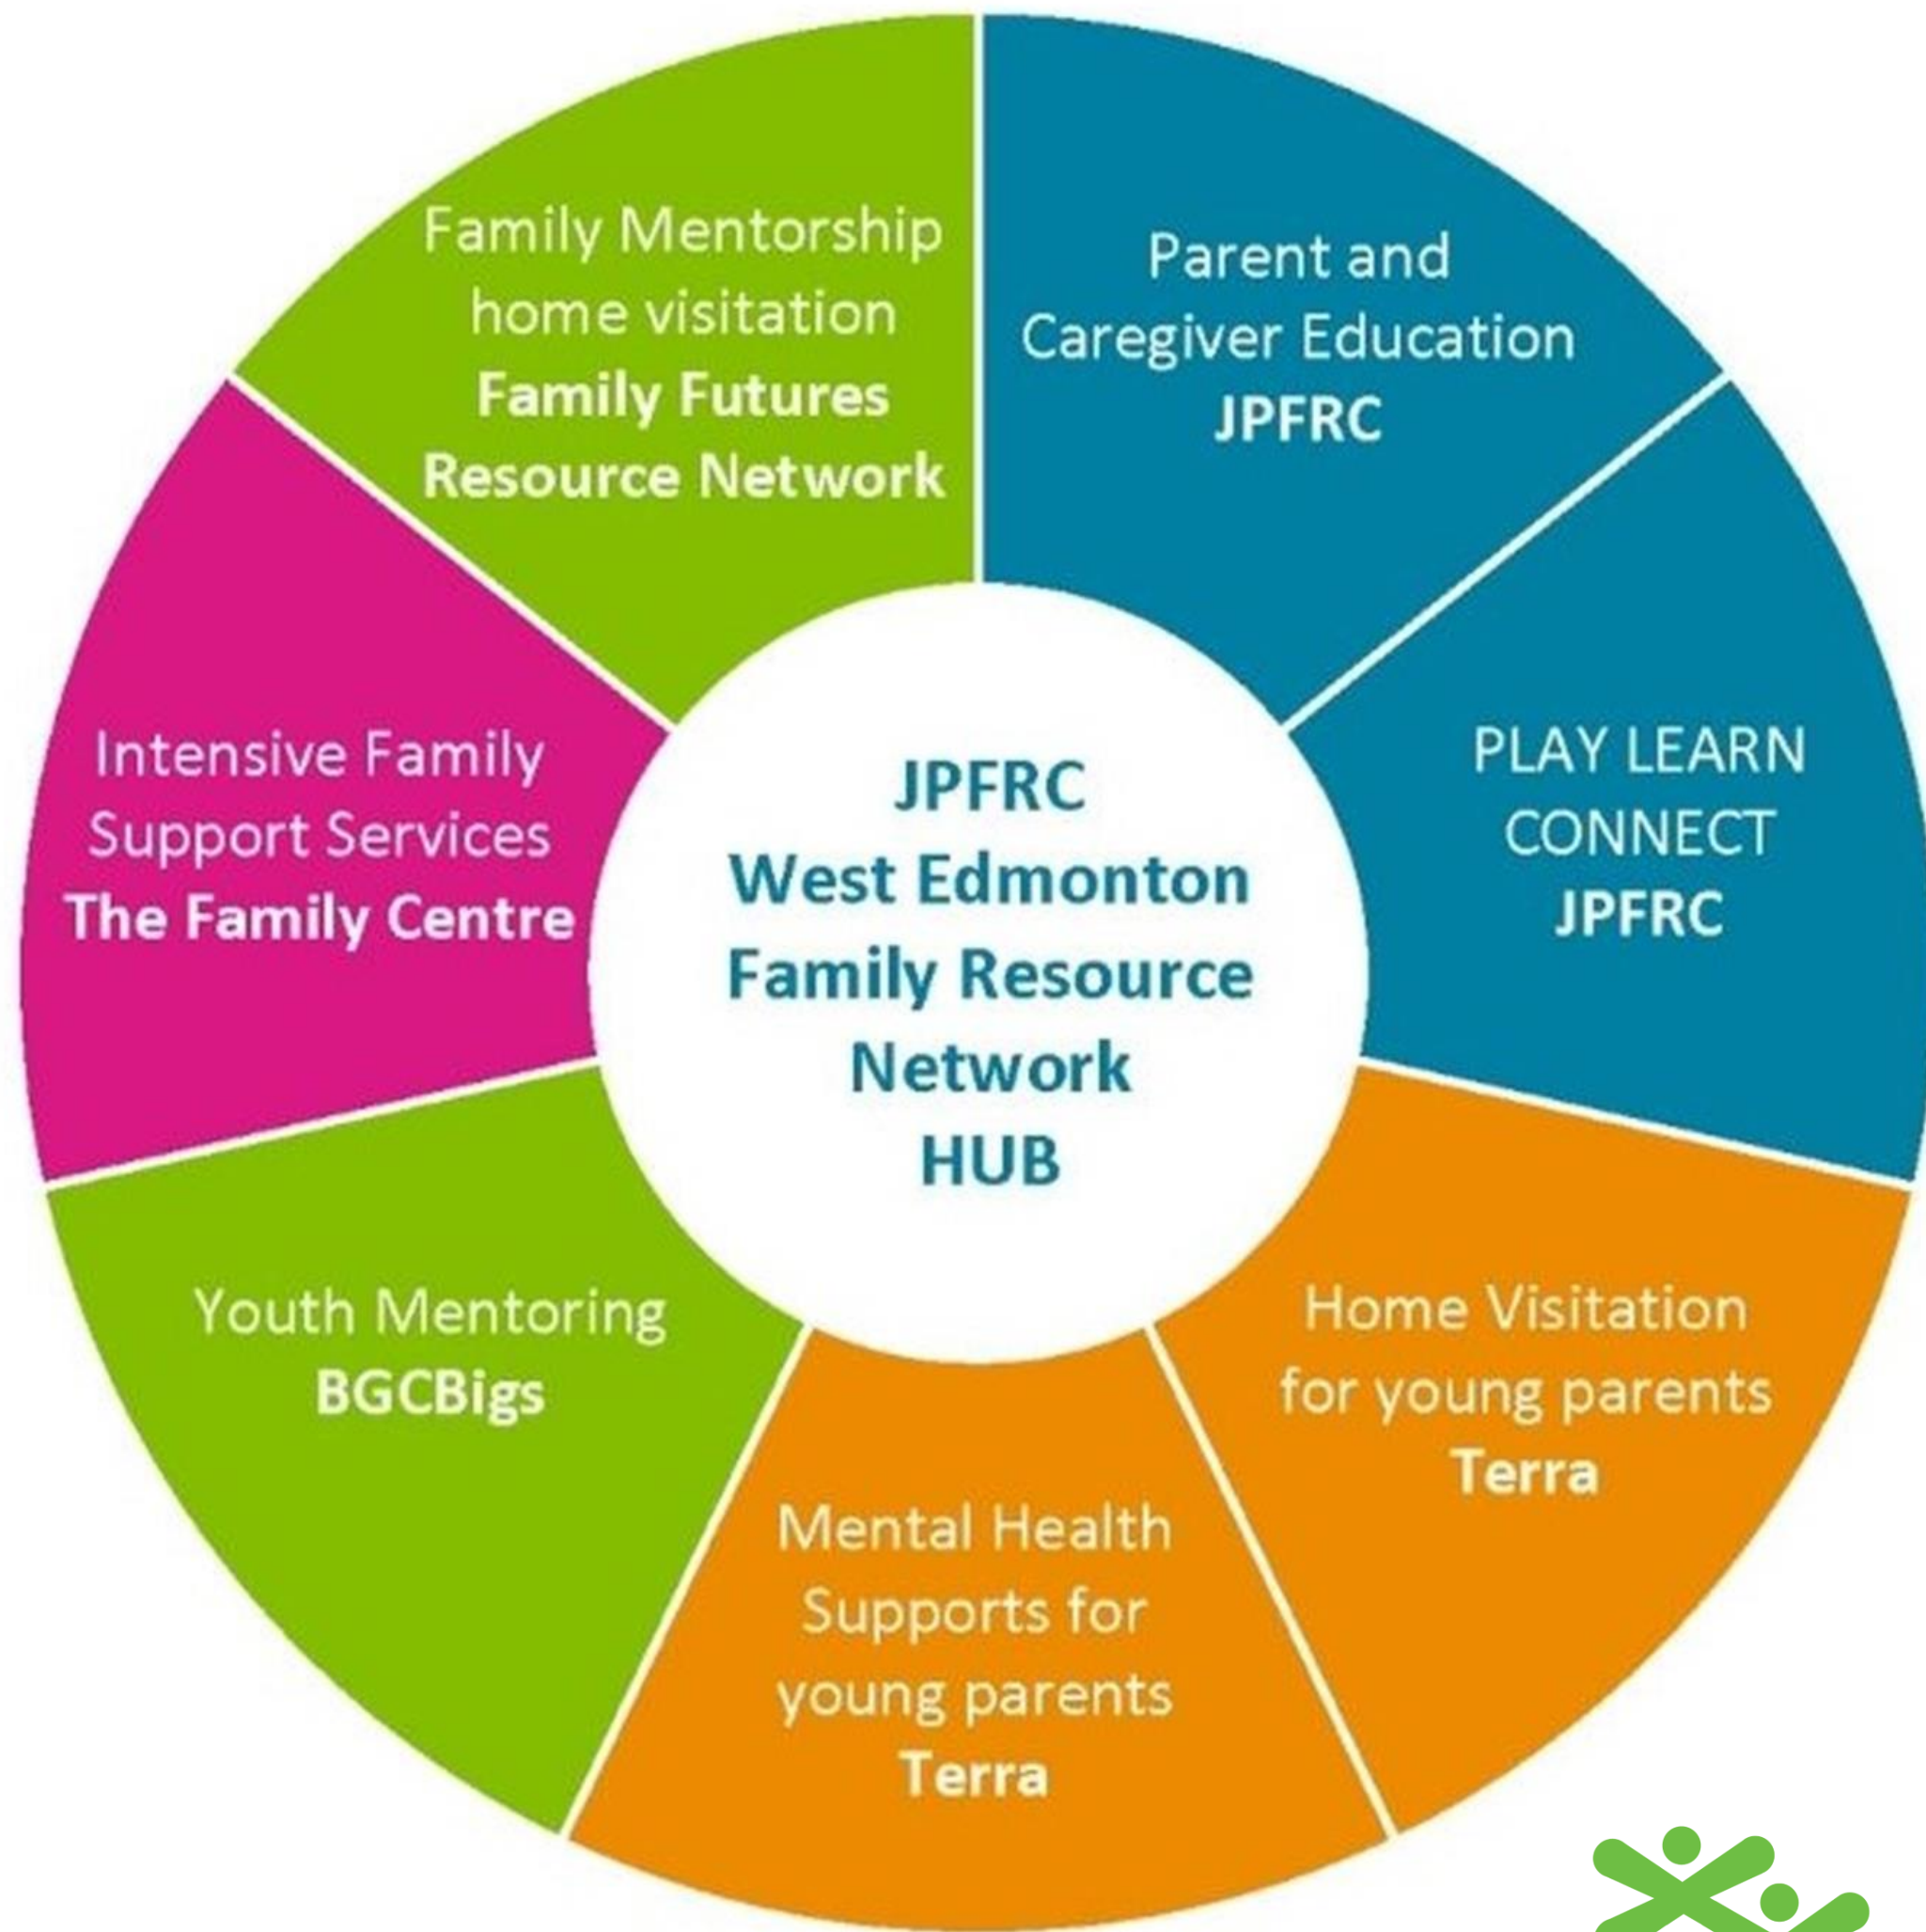 Family Mentorship
home visitation
Family Futures
Resource Network
Parent and
Caregiver Education
JPFRC
PLAY LEARN
CONNECT
JPFRC
Home Visitation
for young parents
Terra
Mental Health
Supports for
young parents
Terra
Youth Mentoring
BGCBigs
Intensive Family
Support Services
The Family Centre
JPFRC
West Edmonton
Family Resource
Network
HUB